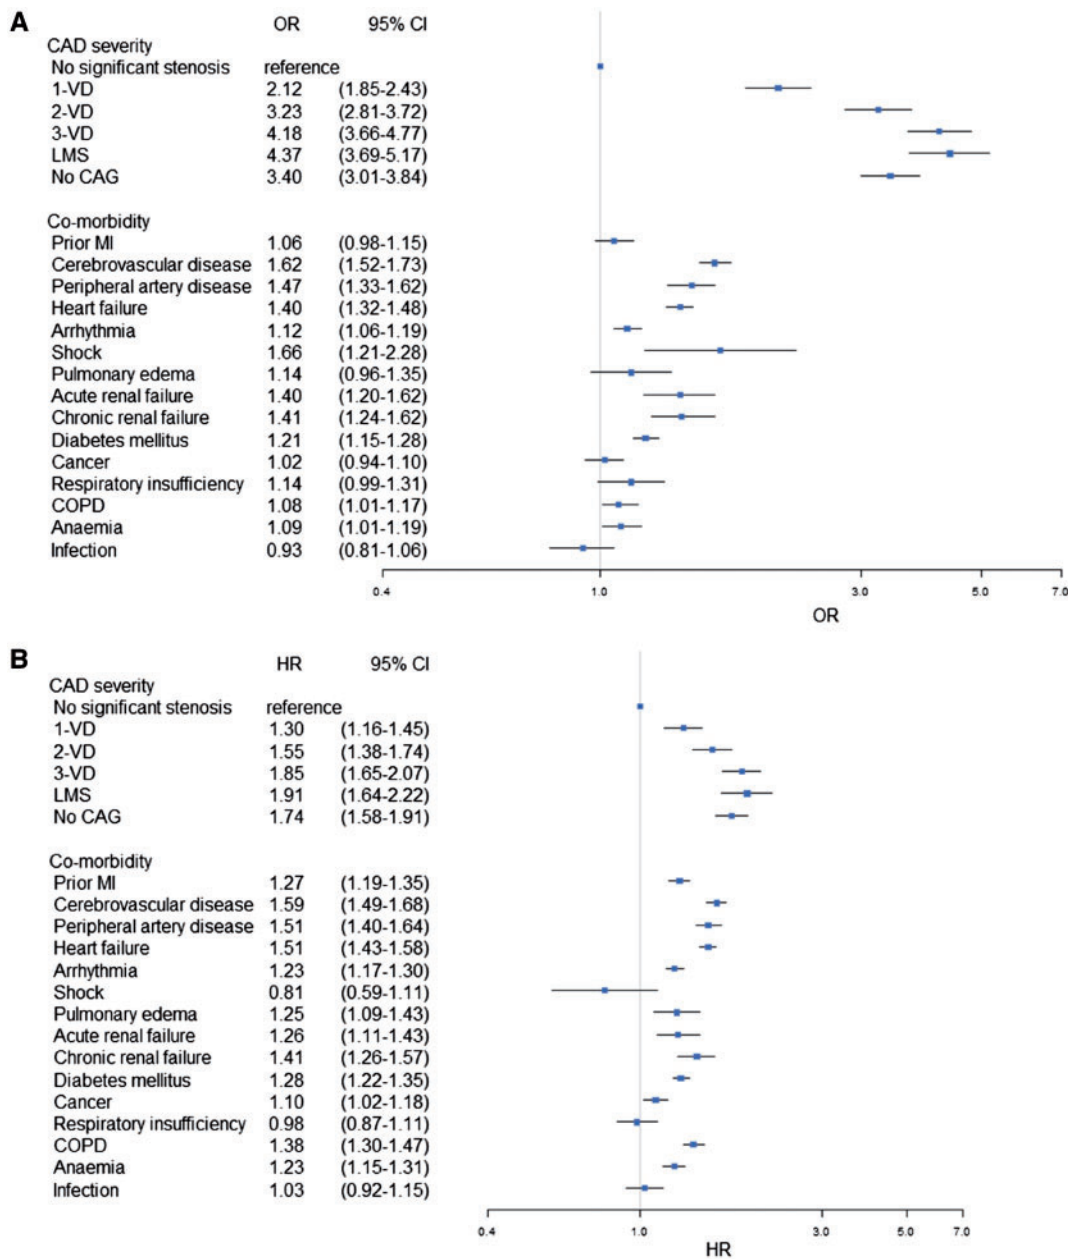 A
OR 95% CI
CAD severity
No significant stenosis reference
1-VD 2.12 (1.85-2.43)
2-VD 3.23 (2.81-3.72)
3-VD 4.18 (3.66-4.77)
LMS 4.37 (3.69-5.17)
No CAG 3.40 (3.01-3.84)
Co-morbidity
Prior MI 1.06 (0.98-1.15)
Cerebrovascular disease 1.62 (1.52-1.73)
Peripheral artery disease 1.47 (1.33-1.62)
Heart failure 1.40 (1.32-1.48)
Arrhythmia 1.12 (1.06-1.19)
Shock 1.66 (1.21-2.28)
Pulmonary edema 1.14 (0.96-1.35)
Acute renal failure 1.40 (1.20-1.62)
Chronic renal failure 1.41 (1.24-1.62)
Diabetes mellitus 1.21 (1.15-1.28)
Cancer 1.02 (0.94-1.10)
Respiratory insufficiency 1.14 (0.99-1.31)
COPD 1.08 (1.01-1.17)
Anaemia 1.09 (1.01-1.19)
Infection 0.93 (0.81-1.06)
0.4 1.0 3.0 5.0 7.0
OR
B
HR 95% CI
CAD severity
No significant stenosis reference
1-VD 1.30 (1.16-1.45)
2-VD 1.55 (1.38-1.74)
3-VD 1.85 (1.65-2.07)
LMS 1.91 (1.64-2.22)
No CAG 1.74 (1.58-1.91)
Co-morbidity
Prior MI 1.27 (1.19-1.35)
Cerebrovascular disease 1.59 (1.49-1.68)
Peripheral artery disease 1.51 (1.40-1.64)
Heart failure 1.51 (1.43-1.58)
Arrhythmia 1.23 (1.17-1.30)
Shock 0.81 (0.59-1.11)
Pulmonary edema 1.25 (1.09-1.43)
Acute renal failure 1.26 (1.11-1.43)
Chronic renal failure 1.41 (1.26-1.57)
Diabetes mellitus 1.28 (1.22-1.35)
Cancer 1.10 (1.02-1.18)
Respiratory insufficiency 0.98 (0.87-1.11)
COPD 1.38 (1.30-1.47)
Anaemia 1.23 (1.15-1.31)
Infection 1.03 (0.92-1.15)
0.4 1.0 3.0 5.0 7.0
HR